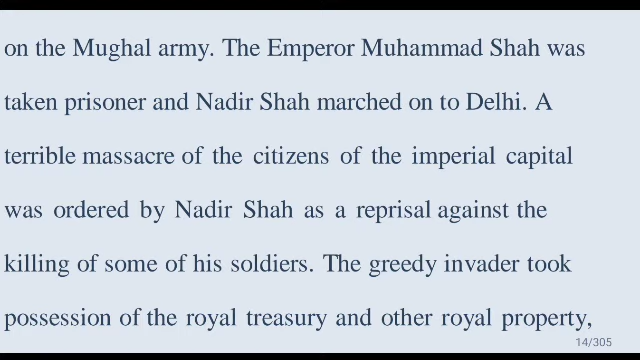 on the Mughal army. The Emperor Muhammad Shah was
taken prisoner and Nadir Shah marched on to Delhi. A
terrible massacre of the citizens of the imperial capital
was ordered by Nadir Shah as a reprisal against the
killing of some of his soldiers. The greedy invader took
possession of the royal treasury and other royal property,
14/305